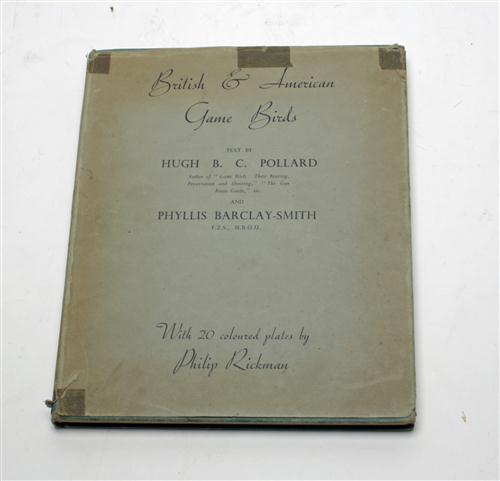 British & American
Game Birds
TEXT BY
HUGH B. C. POLLARD
Author of "Game Birds: Their Rearing,
Preservation and Shooting," "The Gun
Room Guide," etc.
AND
PHYLLIS BARCLAY-SMITH
F.Z.S., M.B.O.U.
With 20 coloured plates by
Philip Rickman